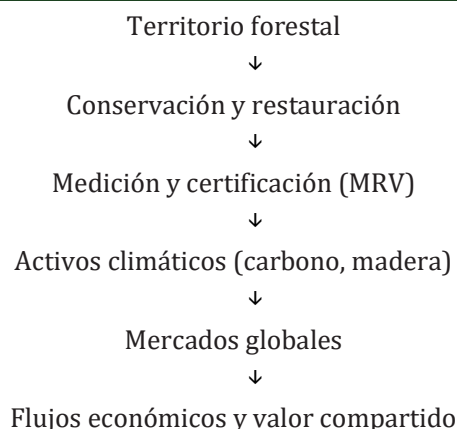 Territorio forestal
↓
Conservación y restauración
↓
Medición y certificación (MRV)
↓
Activos climáticos (carbono, madera)
↓
Mercados globales
↓
Flujos económicos y valor compartido